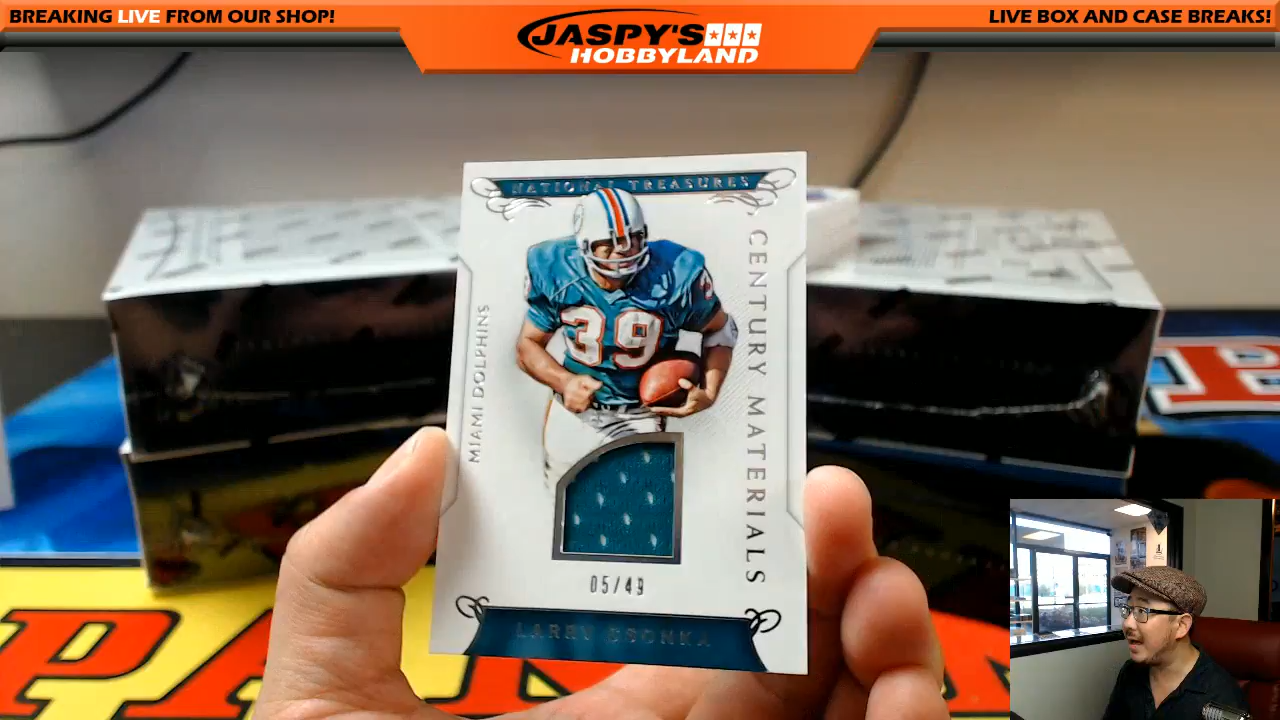 BREAKING LIVE FROM OUR SHOP!
JASPY'S
HOBBYLAND
LIVE BOX AND CASE BREAKS!
NATIONAL TREASURES
CENTURY MATERIALS
MIAMI DOLPHINS
39
39
05/49
LARRY CSONKA